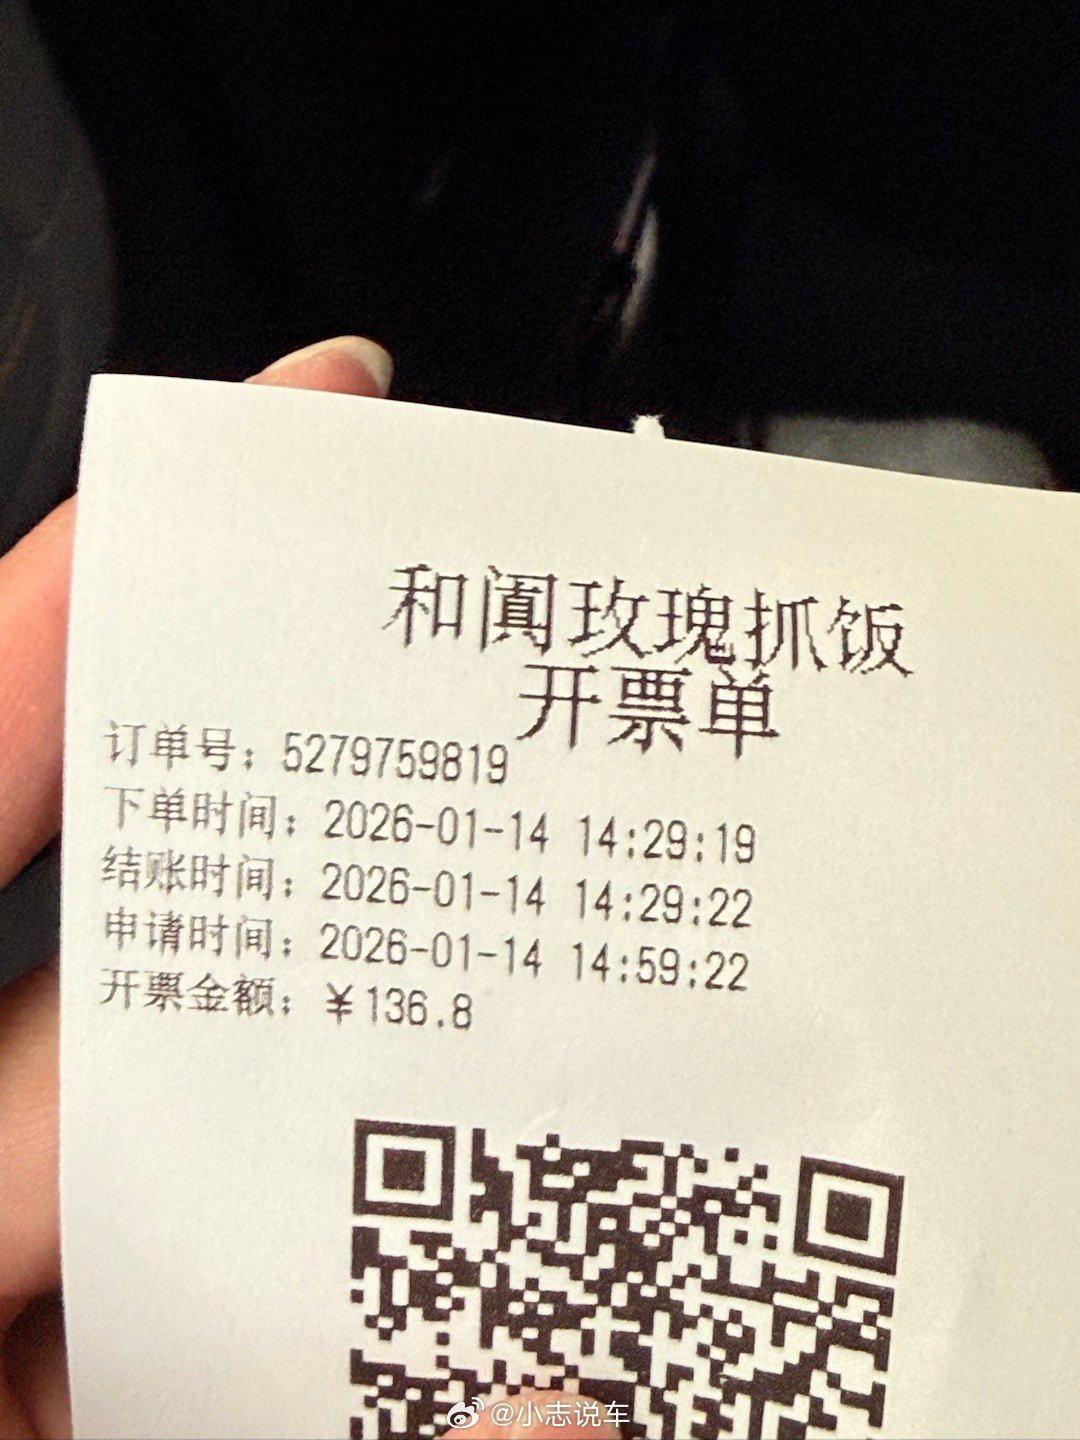 和阗玫瑰抓饭
开票单
订单号：5279759819
下单时间：2026-01-14 14:29:19
结账时间：2026-01-14 14:29:22
申请时间：2026-01-14 14:59:22
开票金额：￥136.8
@小志说车